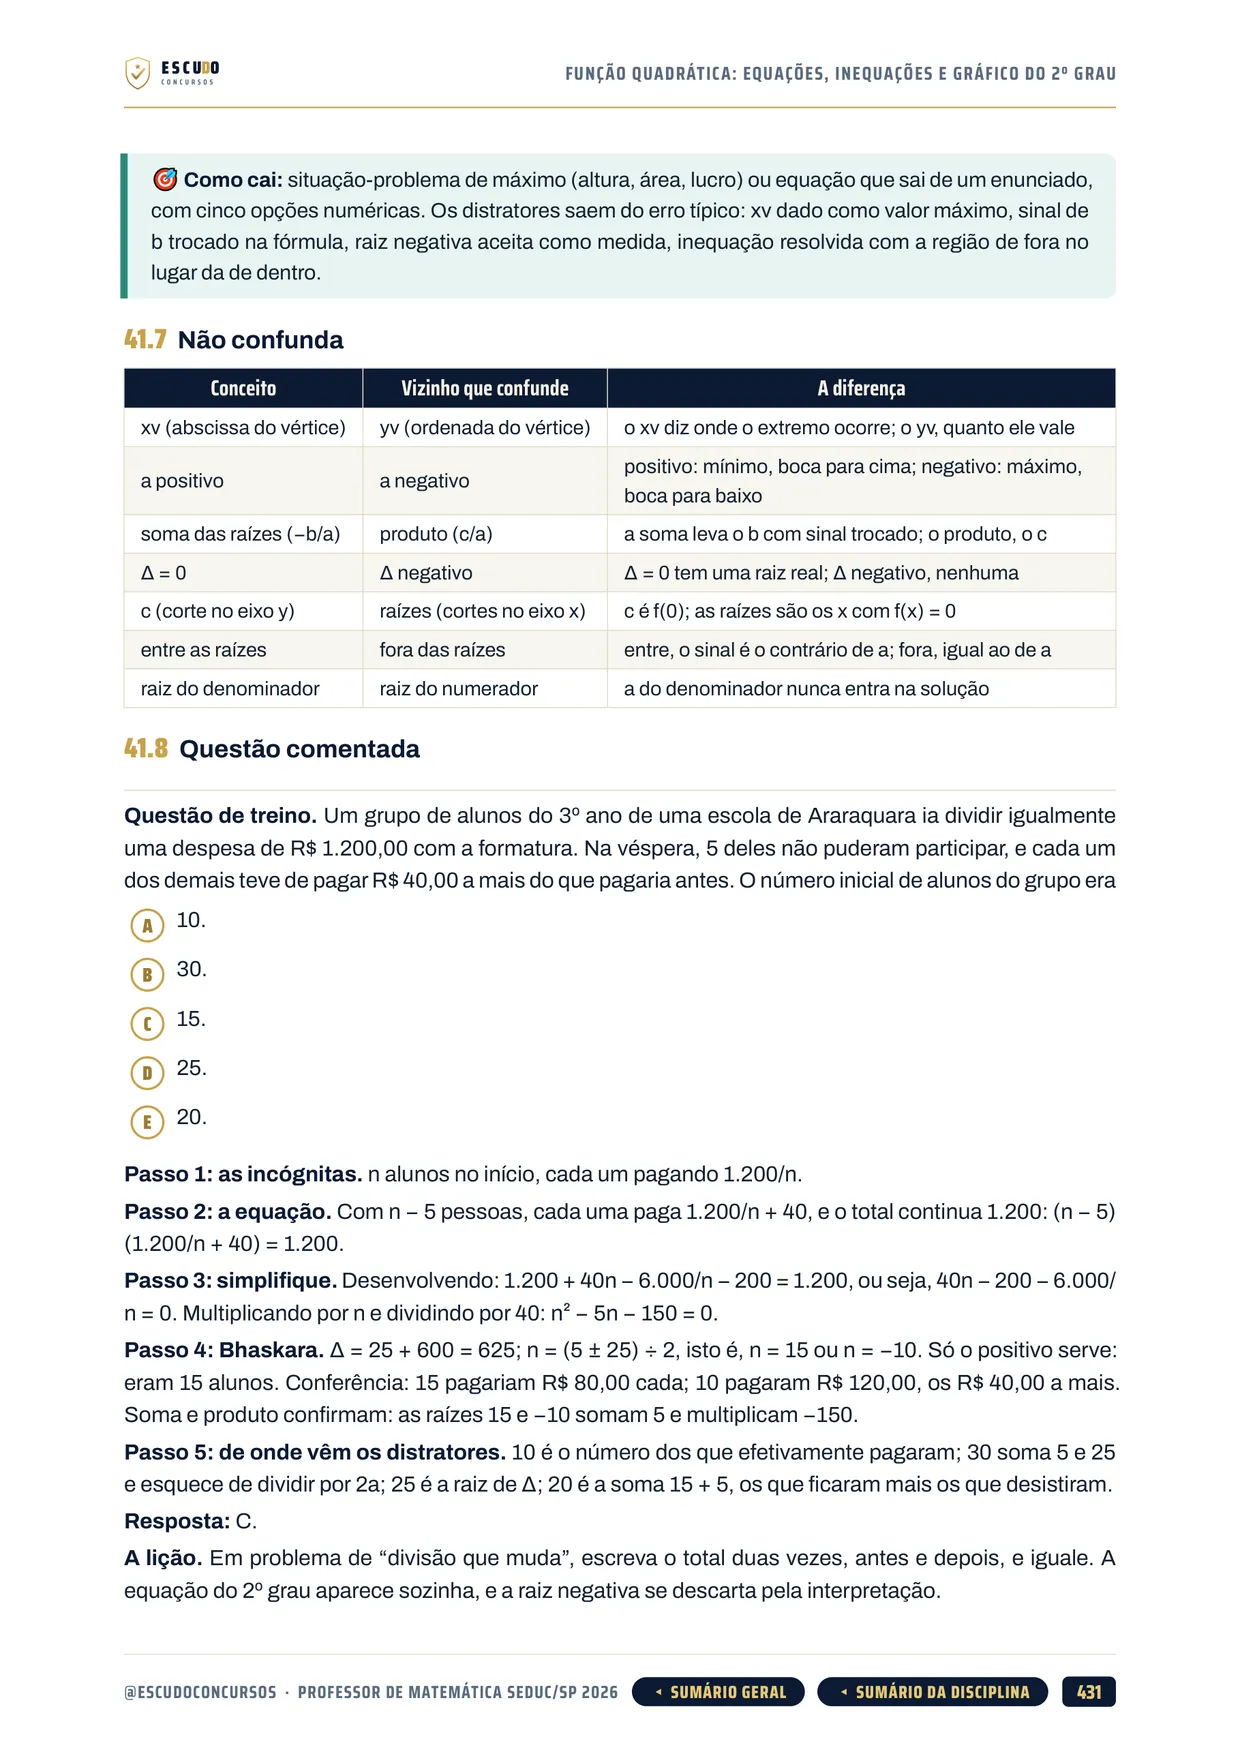 ESCUDO
CONCURSOS
FUNÇÃO QUADRÁTICA: EQUAÇÕES, INEQUAÇÕES E GRÁFICO DO 2º GRAU
🎯 Como cai: situação-problema de máximo (altura, área, lucro) ou equação que sai de um enunciado,
com cinco opções numéricas. Os distratores saem do erro típico: xv dado como valor máximo, sinal de
b trocado na fórmula, raiz negativa aceita como medida, inequação resolvida com a região de fora no
lugar da de dentro.
41.7 Não confunda
Conceito Vizinho que confunde A diferença
xv (abscissa do vértice) yv (ordenada do vértice) o xv diz onde o extremo ocorre; o yv, quanto ele vale
a positivo a negativo positivo: mínimo, boca para cima; negativo: máximo,
boca para baixo
soma das raízes (−b/a) produto (c/a) a soma leva o b com sinal trocado; o produto, o c
Δ = 0 Δ negativo Δ = 0 tem uma raiz real; Δ negativo, nenhuma
c (corte no eixo y) raízes (cortes no eixo x) c é f(0); as raízes são os x com f(x) = 0
entre as raízes fora das raízes entre, o sinal é o contrário de a; fora, igual ao de a
raiz do denominador raiz do numerador a do denominador nunca entra na solução
41.8 Questão comentada
Questão de treino. Um grupo de alunos do 3º ano de uma escola de Araraquara ia dividir igualmente
uma despesa de R$ 1.200,00 com a formatura. Na véspera, 5 deles não puderam participar, e cada um
dos demais teve de pagar R$ 40,00 a mais do que pagaria antes. O número inicial de alunos do grupo era
A 10.
B 30.
C 15.
D 25.
E 20.
Passo 1: as incógnitas. n alunos no início, cada um pagando 1.200/n.
Passo 2: a equação. Com n − 5 pessoas, cada uma paga 1.200/n + 40, e o total continua 1.200: (n − 5)
(1.200/n + 40) = 1.200.
Passo 3: simplifique. Desenvolvendo: 1.200 + 40n − 6.000/n − 200 = 1.200, ou seja, 40n − 200 − 6.000/
n = 0. Multiplicando por n e dividindo por 40: n² − 5n − 150 = 0.
Passo 4: Bhaskara. Δ = 25 + 600 = 625; n = (5 ± 25) ÷ 2, isto é, n = 15 ou n = −10. Só o positivo serve:
eram 15 alunos. Conferência: 15 pagariam R$ 80,00 cada; 10 pagaram R$ 120,00, os R$ 40,00 a mais.
Soma e produto confirmam: as raízes 15 e −10 somam 5 e multiplicam −150.
Passo 5: de onde vêm os distratores. 10 é o número dos que efetivamente pagaram; 30 soma 5 e 25
e esquece de dividir por 2a; 25 é a raiz de Δ; 20 é a soma 15 + 5, os que ficaram mais os que desistiram.
Resposta: C.
A lição. Em problema de “divisão que muda”, escreva o total duas vezes, antes e depois, e iguale. A
equação do 2º grau aparece sozinha, e a raiz negativa se descarta pela interpretação.
@ESCUDOCONCURSOS · PROFESSOR DE MATEMÁTICA SEDUC/SP 2026 ◂ SUMÁRIO GERAL ◂ SUMÁRIO DA DISCIPLINA 431